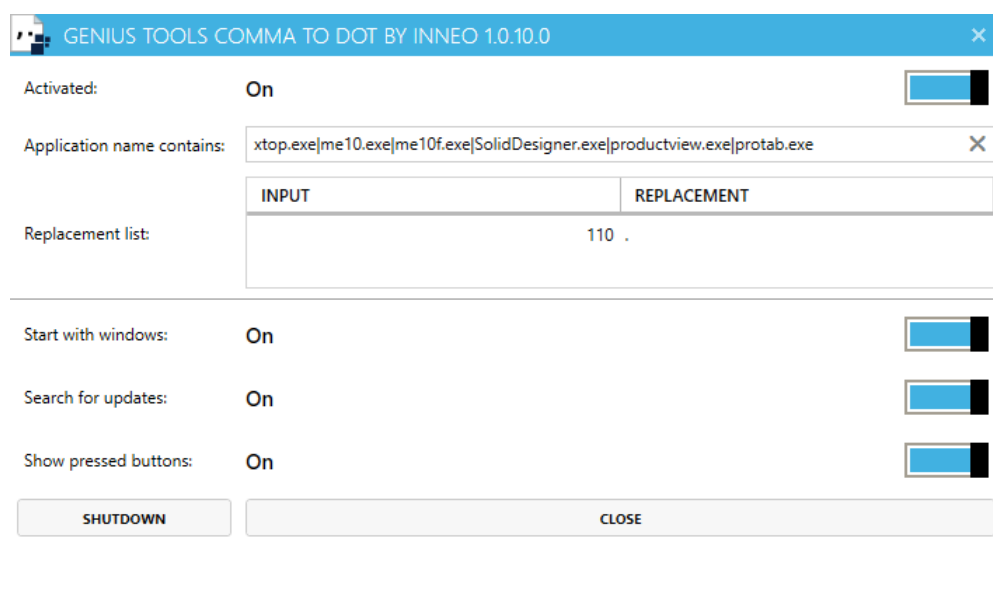 GENIUS TOOLS COMMA TO DOT BY INNEO 1.0.10.0
Activated: On
Application name contains: xtop.exe|me10.exe|me10f.exe|SolidDesigner.exe|productview.exe|protab.exe
INPUT REPLACEMENT
Replacement list: 110 .
Start with windows: On
Search for updates: On
Show pressed buttons: On
SHUTDOWN CLOSE